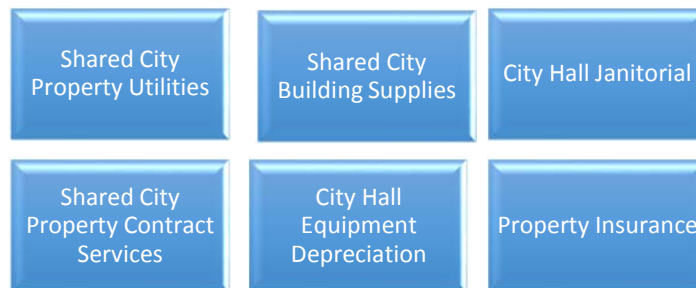 Shared City
Property Utilities
Shared City
Building Supplies
City Hall Janitorial
Shared City
Property Contract
Services
City Hall
Equipment
Depreciation
Property Insurance